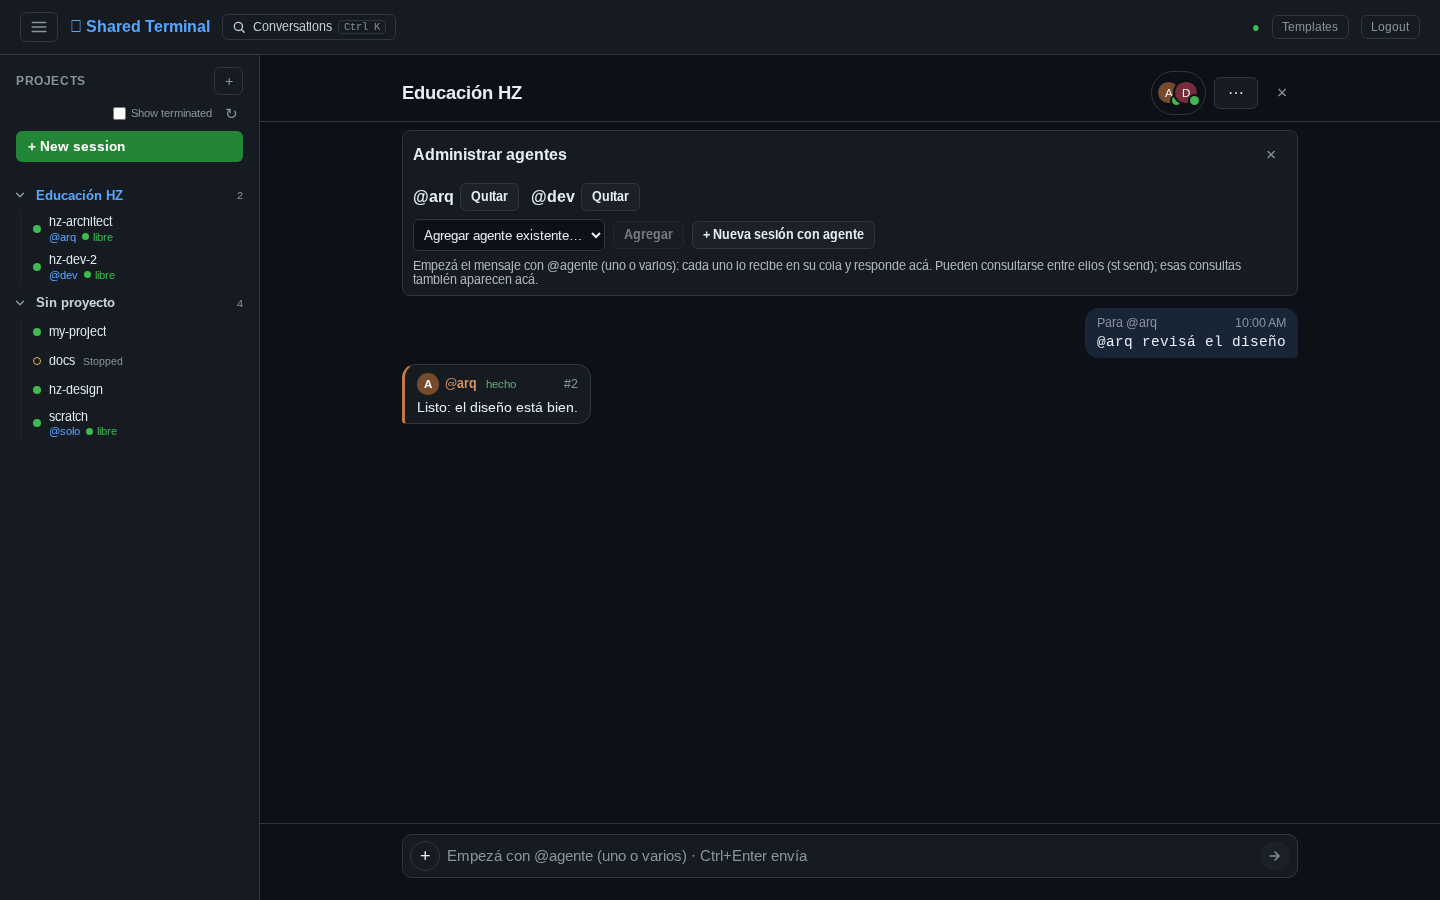 Shared Terminal
Conversations Ctrl K
Templates
Logout
PROJECTS
+
Show terminated ↻
+ New session
Educación HZ 2
hz-architect
@arq libre
hz-dev-2
@dev libre
Sin proyecto 4
my-project
docs Stopped
hz-design
scratch
@solo libre
Educación HZ
A D ⋯ ×
Administrar agentes ×
@arq Quitar @dev Quitar
Agregar agente existente… Agregar + Nueva sesión con agente
Empezá el mensaje con @agente (uno o varios): cada uno lo recibe en su cola y responde acá. Pueden consultarse entre ellos (st send); esas consultas
también aparecen acá.
Para @arq 10:00 AM
@arq revisá el diseño
A @arq hecho #2
Listo: el diseño está bien.
+ Empezá con @agente (uno o varios) · Ctrl+Enter envía →